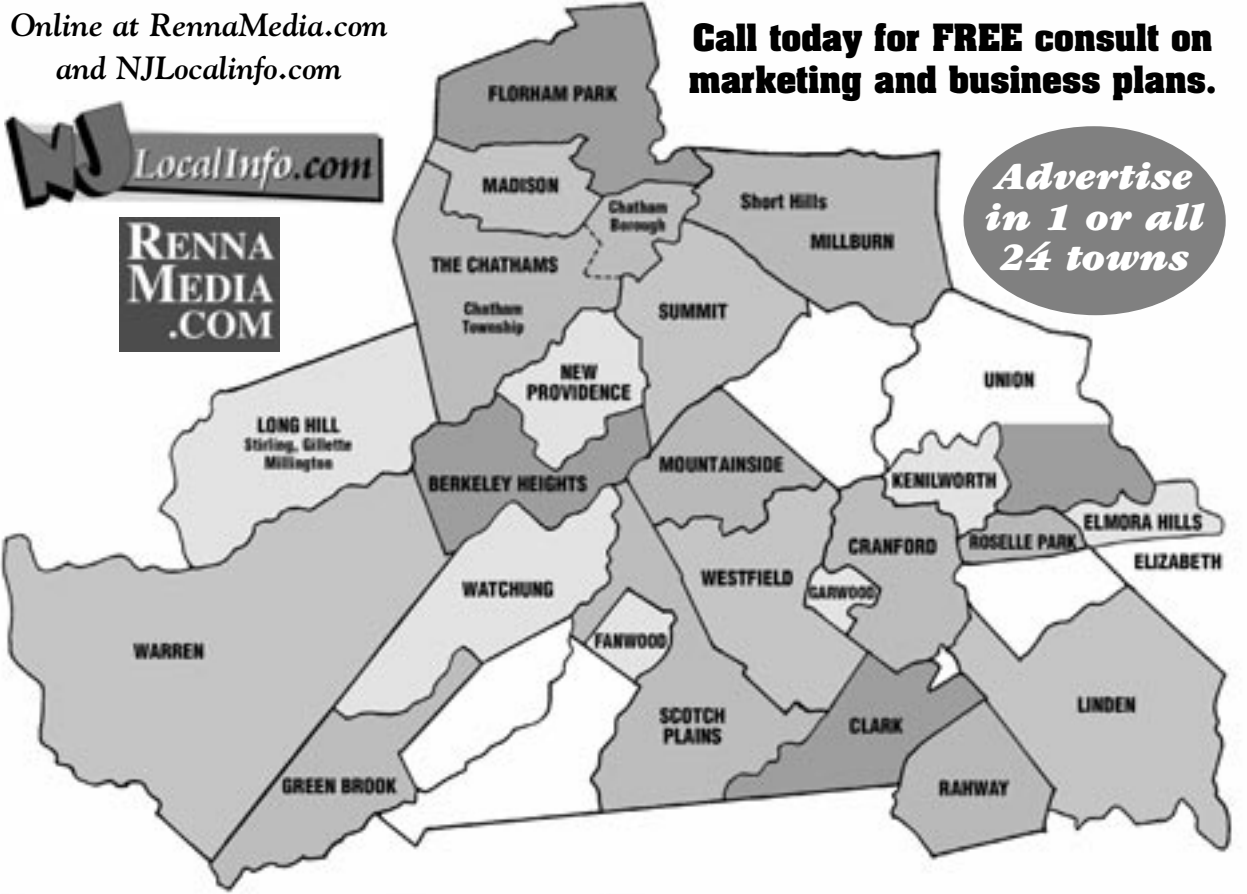 Online at RennaMedia.com
and NJLocalinfo.com
NJ LocalInfo.com
RENNA
MEDIA
.COM
Call today for FREE consult on
marketing and business plans.
Advertise
in 1 or all
24 towns
FLORHAM PARK
MADISON
Chatham
Borough
Short Hills
MILLBURN
THE CHATHAMS
Chatham
Township
SUMMIT
NEW
PROVIDENCE
UNION
LONG HILL
Stirling, Gillette
Millington
BERKELEY HEIGHTS
MOUNTAINSIDE
KENILWORTH
ELMORA HILLS
ROSELLE PARK
ELIZABETH
CRANFORD
WATCHUNG
WESTFIELD
GARWOOD
FANWOOD
WARREN
SCOTCH
PLAINS
CLARK
LINDEN
GREEN BROOK
RAHWAY